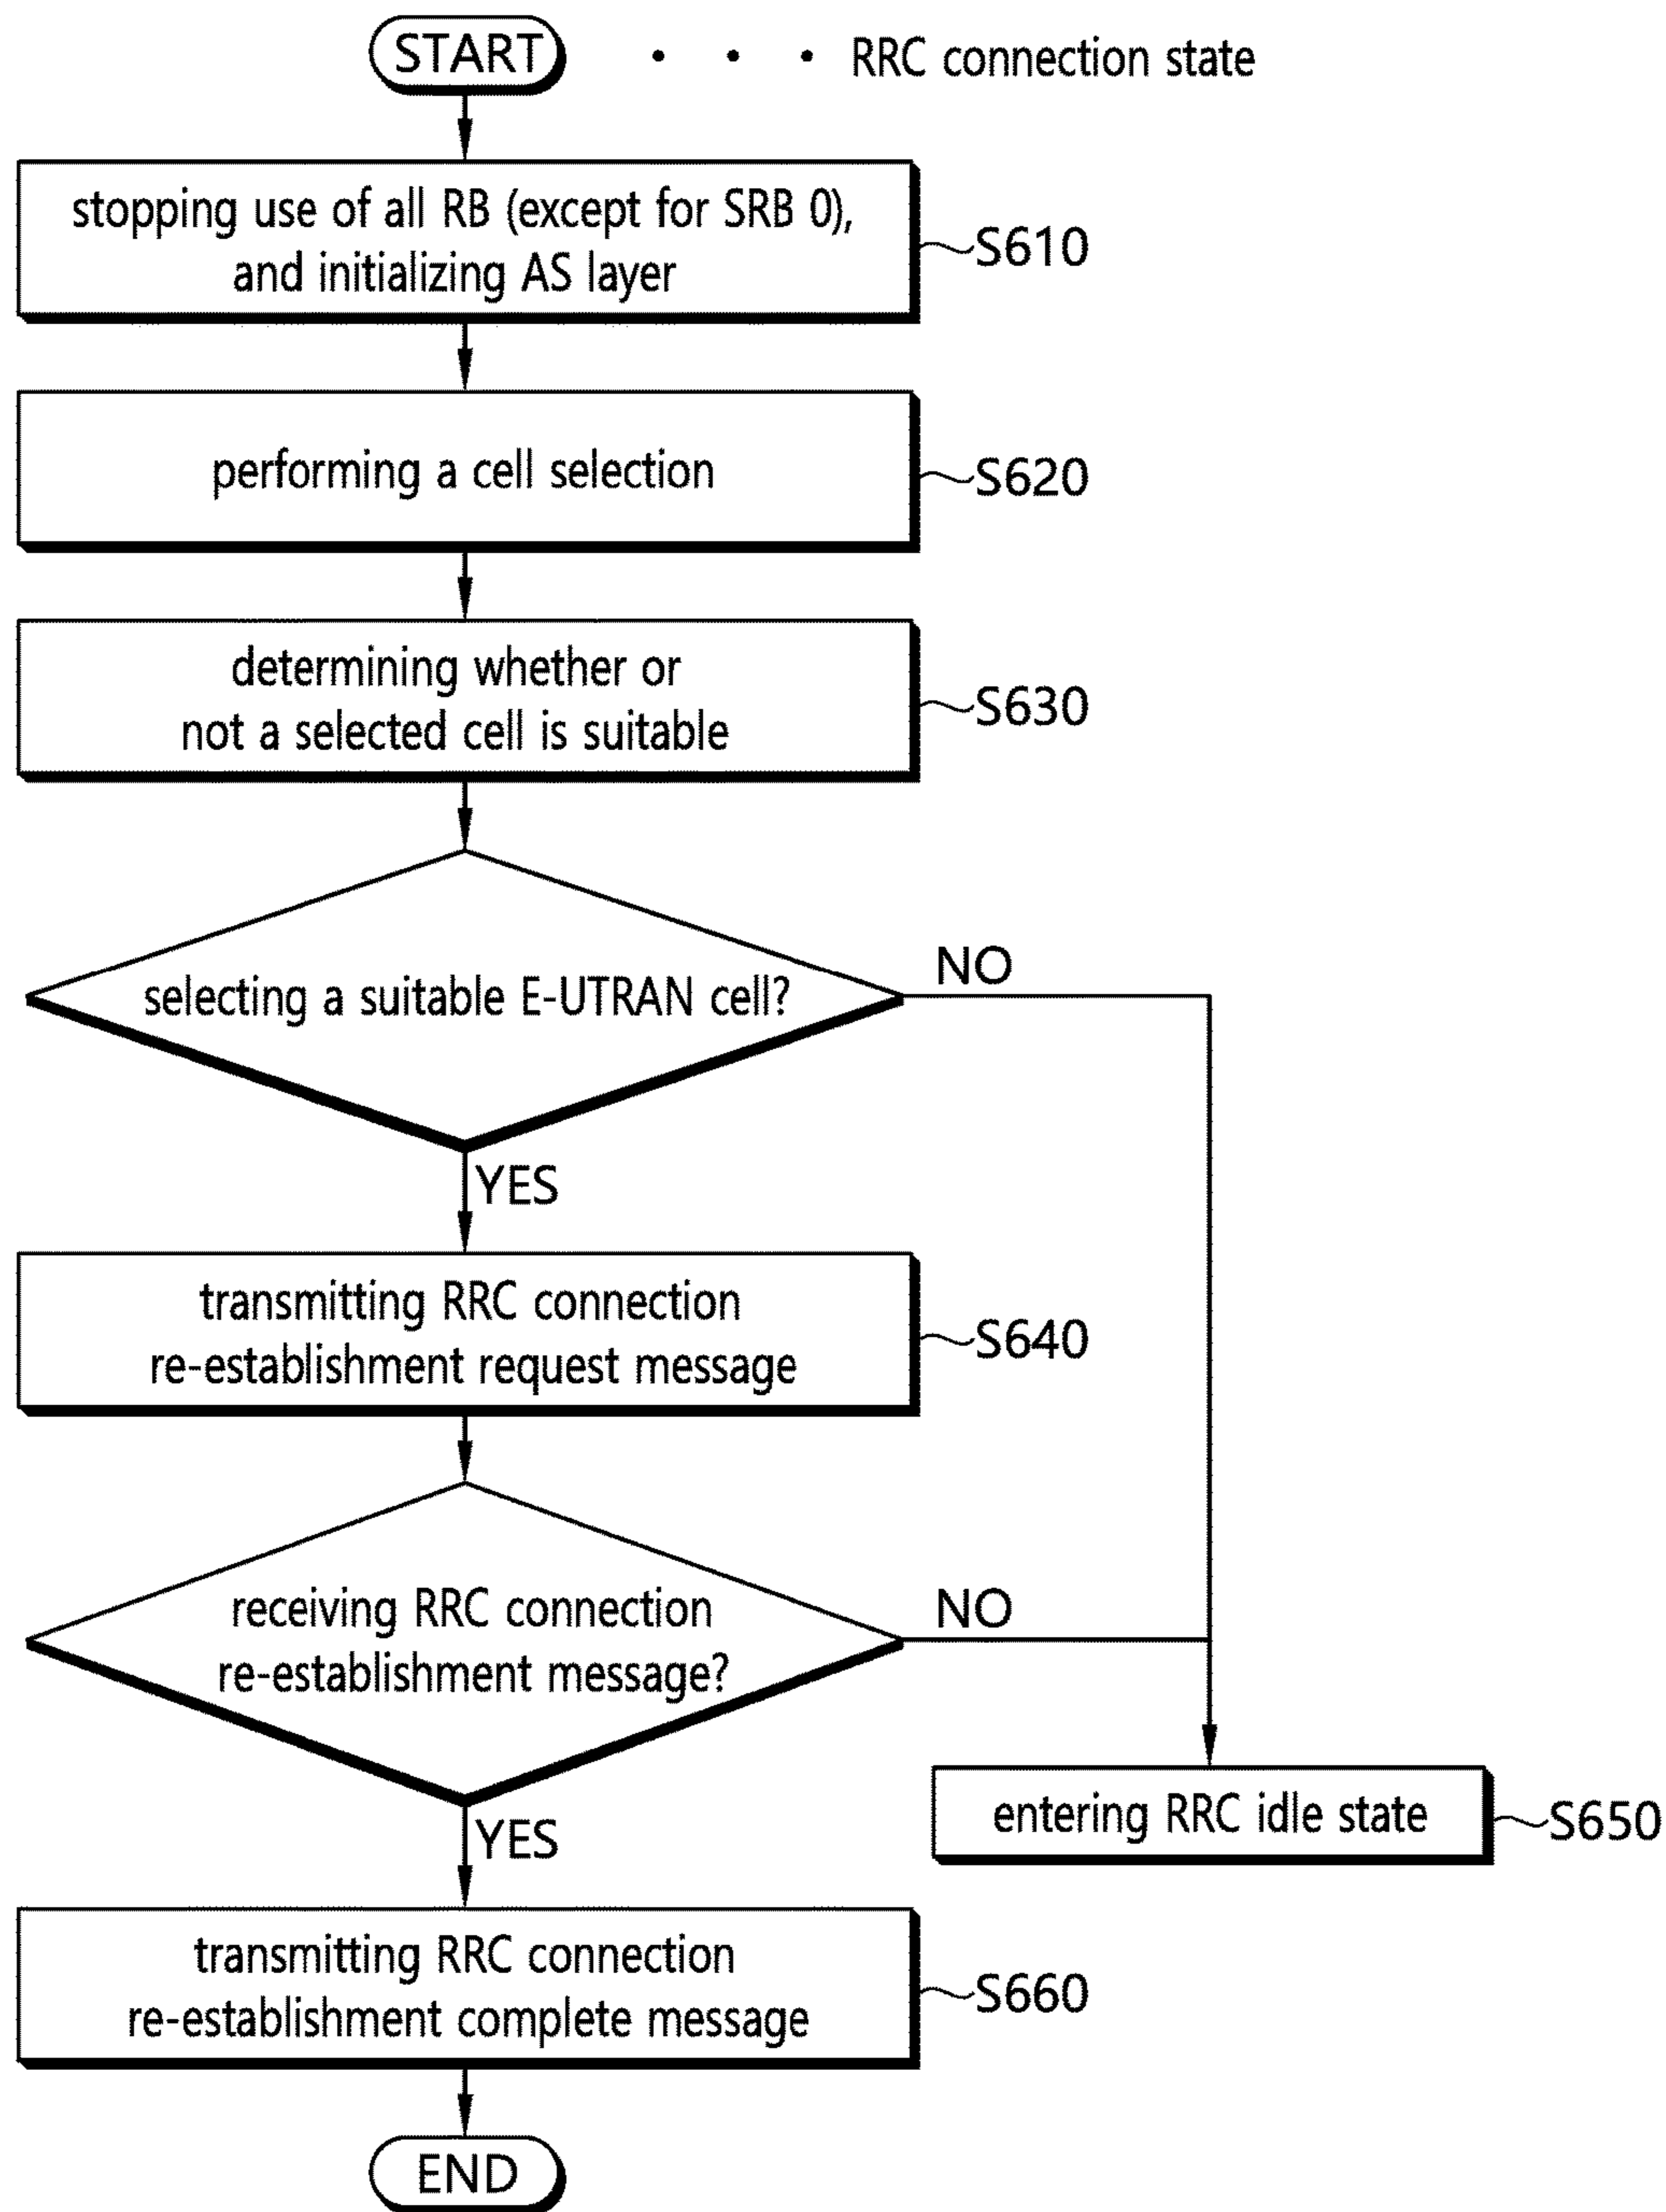 START • • • RRC connection state
stopping use of all RB (except for SRB 0),
and initializing AS layer
S610
performing a cell selection
S620
determining whether or
not a selected cell is suitable
S630
selecting a suitable E-UTRAN cell?
NO
YES
transmitting RRC connection
re-establishment request message
S640
receiving RRC connection
re-establishment message?
NO
YES
entering RRC idle state
S650
transmitting RRC connection
re-establishment complete message
S660
END